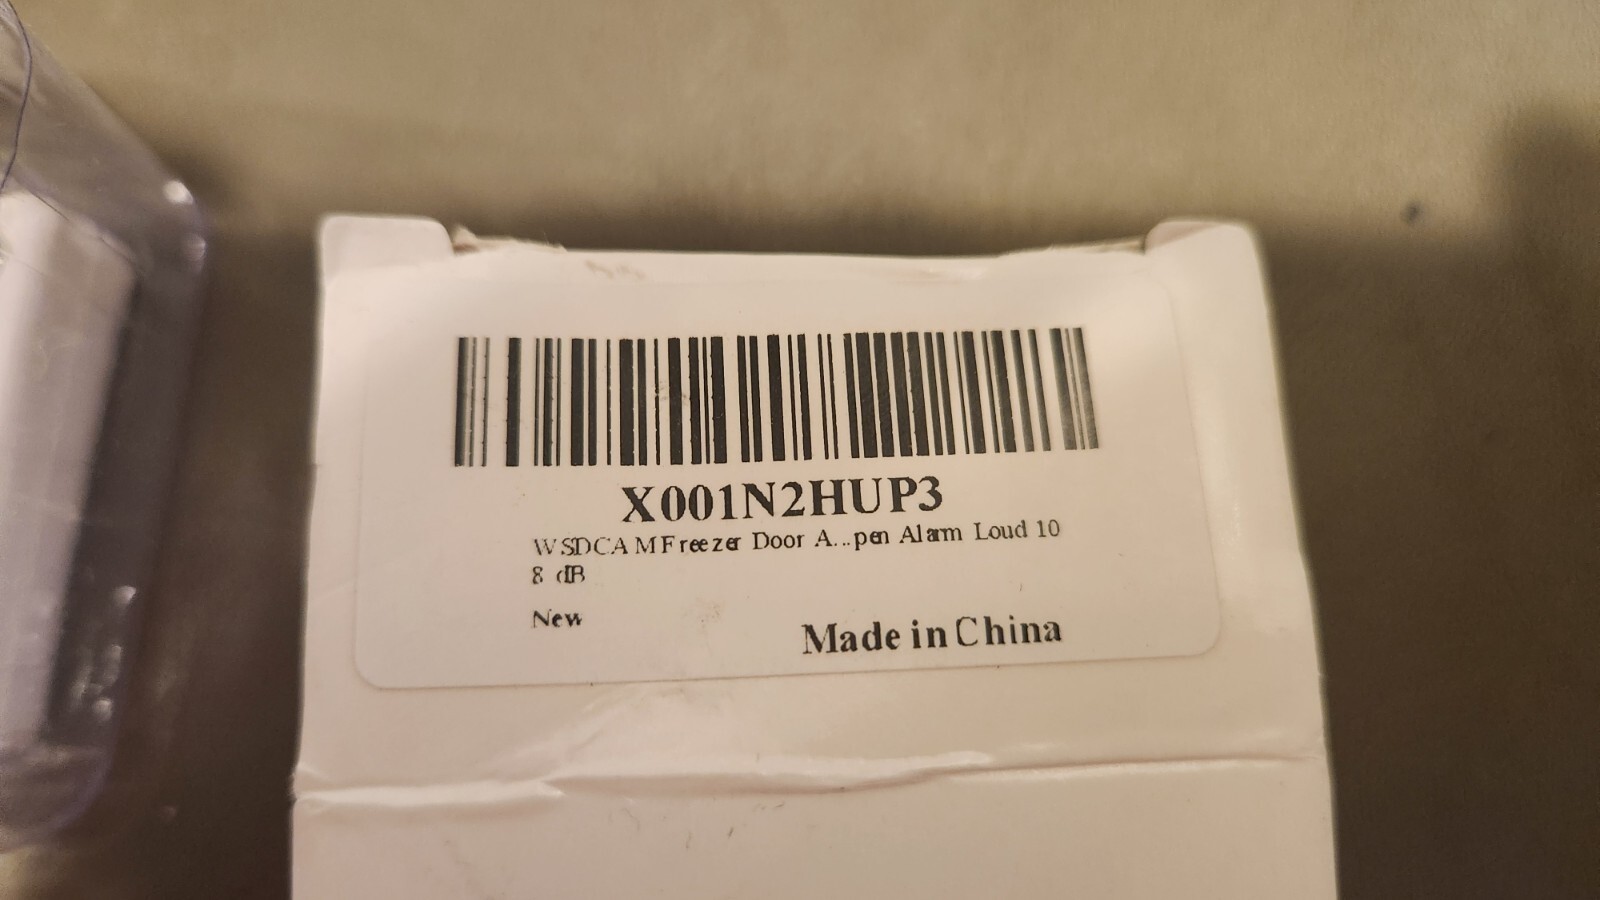 X001N2HUP3
WSDCAM Freezer Door A...pen Alarm Loud 10
8 dB
New
Made in China